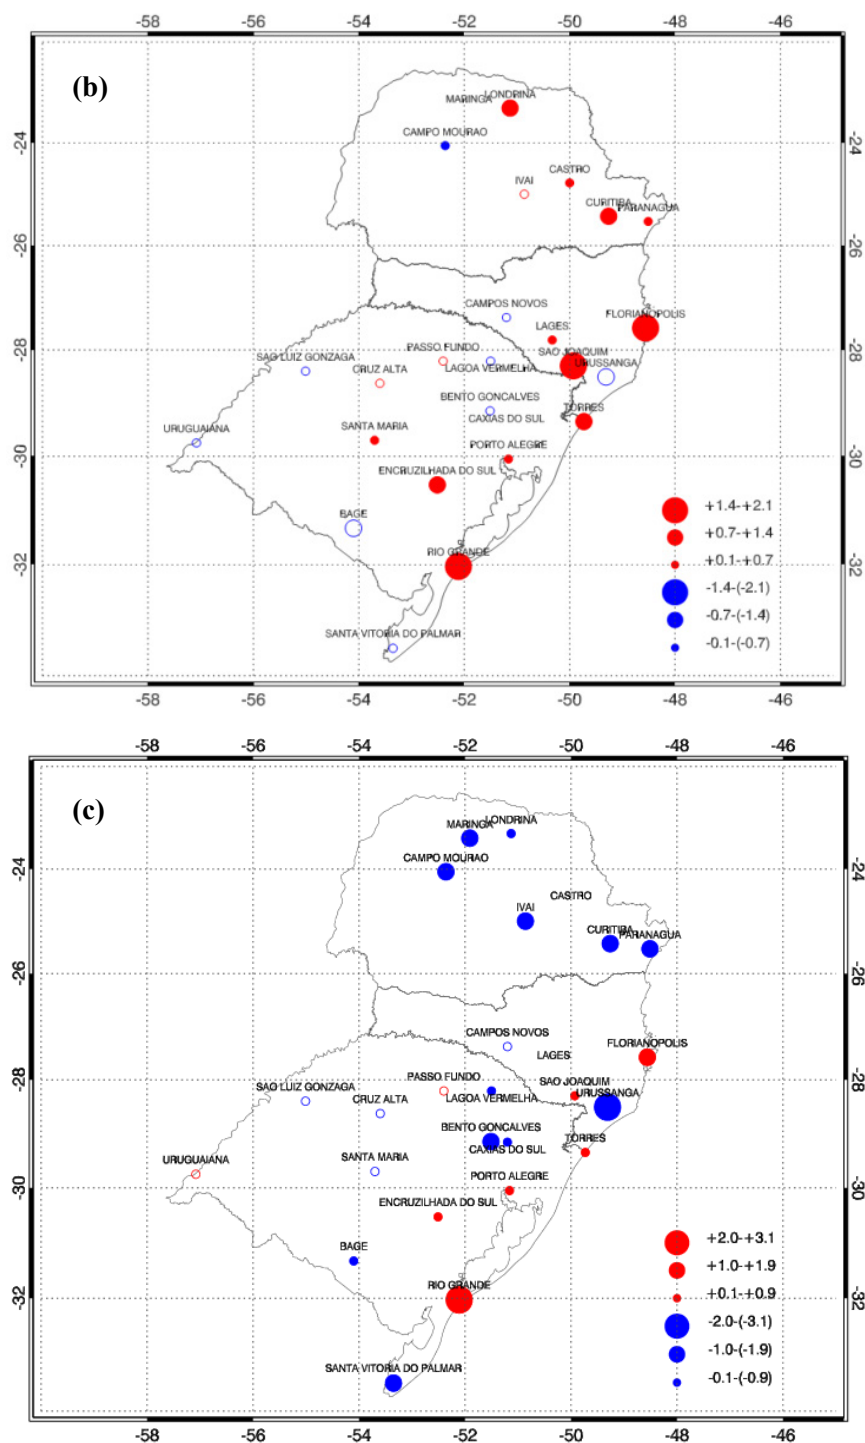 -58 -56 -54 -52 -50 -48 -46
(b)
LONDRINA
MARINGA
-24 CAMPO MOURAO -24
CASTRO
IVAI
CURITIBA
PARANAGUA
-26 -26
CAMPOS NOVOS
FLORIANOPOLIS
LAGES
-28 PASSO FUNDO SAO JOAQUIM -28
SAO LUIZ GONZAGA
URUSSANGA
CRUZ ALTA LAGOA VERMELHA
BENTO GONCALVES
TORRES
CAXIAS DO SUL
SANTA MARIA
URUGUAIANA
PORTO ALEGRE
-30 -30
ENCRUZILHADA DO SUL
+1.4-+2.1
BAGE
+0.7-+1.4
RIO GRANDE
-32 +0.1-+0.7 -32
-1.4-(-2.1)
-0.7-(-1.4)
SANTA VITORIA DO PALMAR
-0.1-(-0.7)
-58 -56 -54 -52 -50 -48 -46
-58 -56 -54 -52 -50 -48 -46
(c)
LONDRINA
MARINGA
-24 CAMPO MOURAO -24
CASTRO
IVAI
CURITIBA
PARANAGUA
-26 -26
CAMPOS NOVOS
FLORIANOPOLIS
LAGES
-28 PASSO FUNDO SAO JOAQUIM -28
SAO LUIZ GONZAGA
URUSSANGA
CRUZ ALTA LAGOA VERMELHA
BENTO GONCALVES
TORRES
CAXIAS DO SUL
SANTA MARIA
URUGUAIANA
PORTO ALEGRE
-30 -30
ENCRUZILHADA DO SUL
+2.0-+3.1
BAGE
+1.0-+1.9
RIO GRANDE
-32 +0.1-+0.9 -32
-2.0-(-3.1)
-1.0-(-1.9)
SANTA VITORIA DO PALMAR
-0.1-(-0.9)
-58 -56 -54 -52 -50 -48 -46